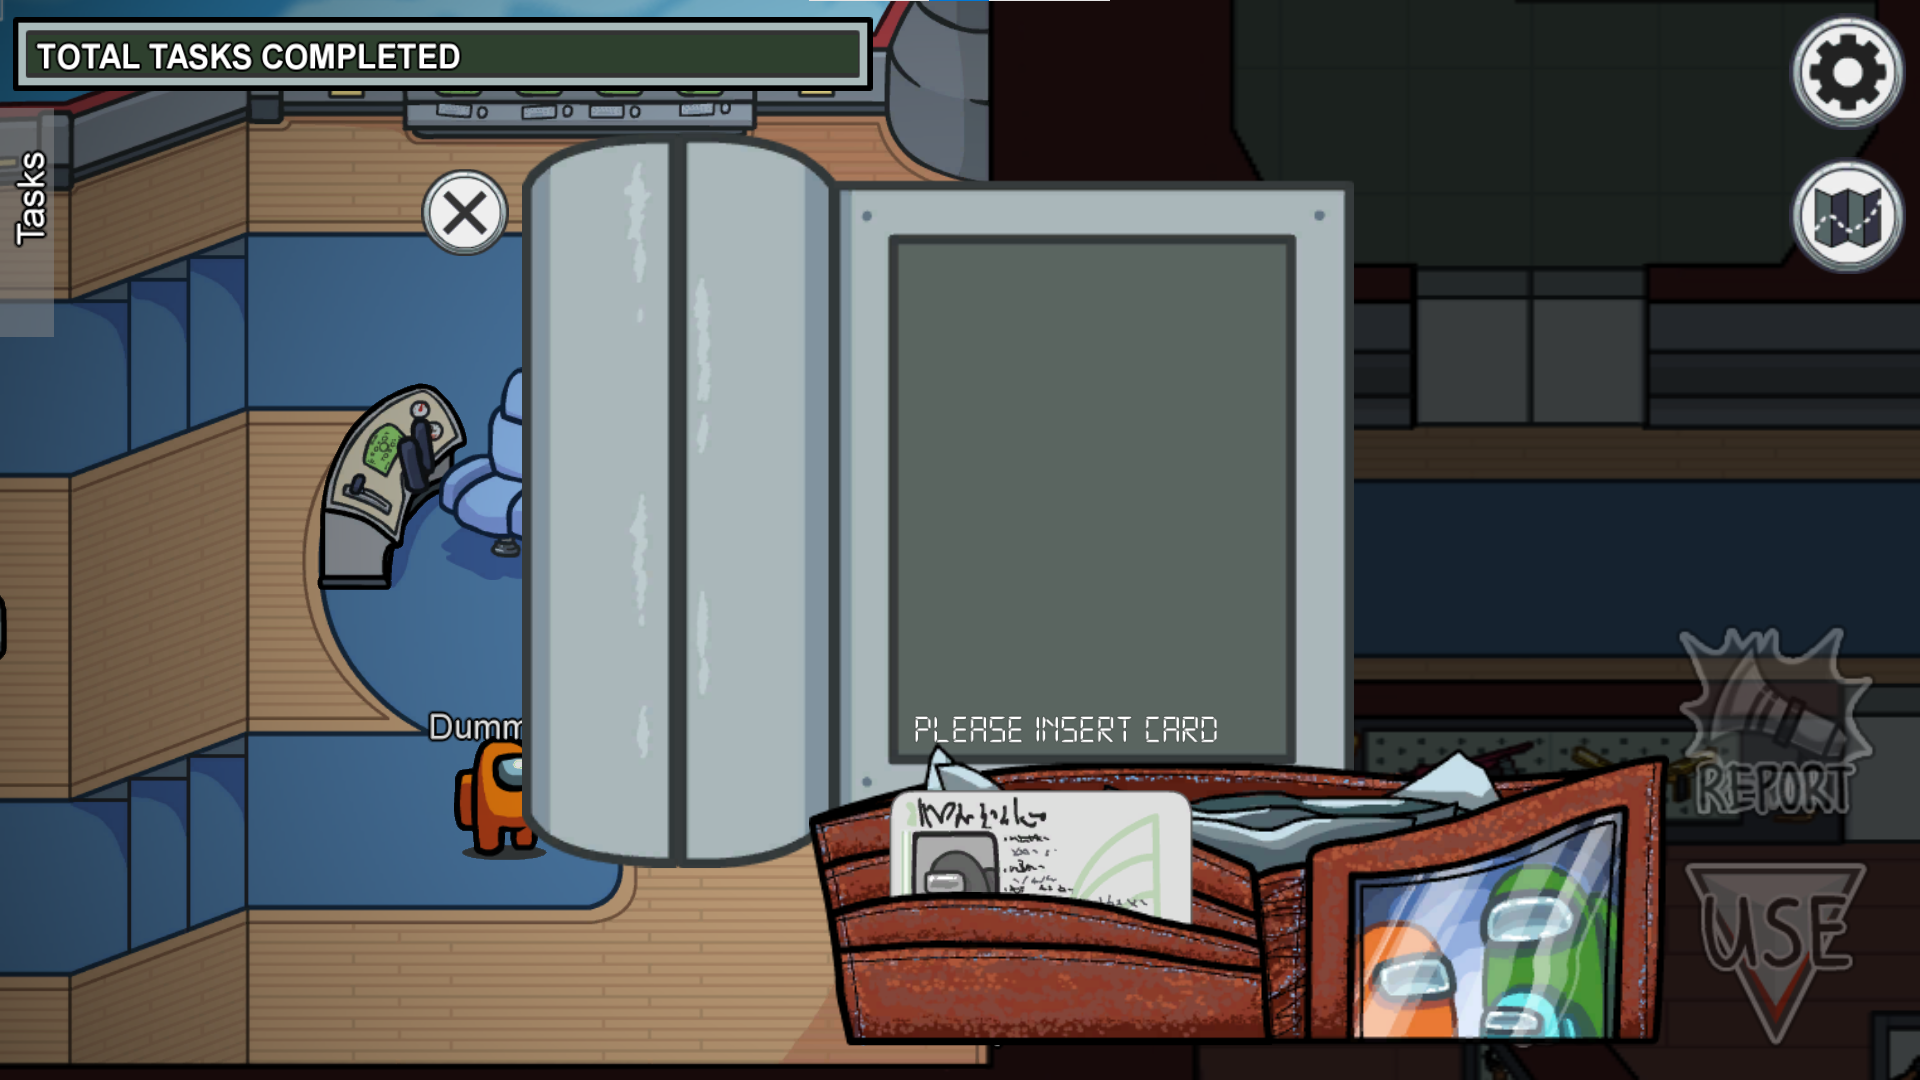 TOTAL TASKS COMPLETED
Tasks
PLEASE INSERT CARD
Dumm
REPORT
USE